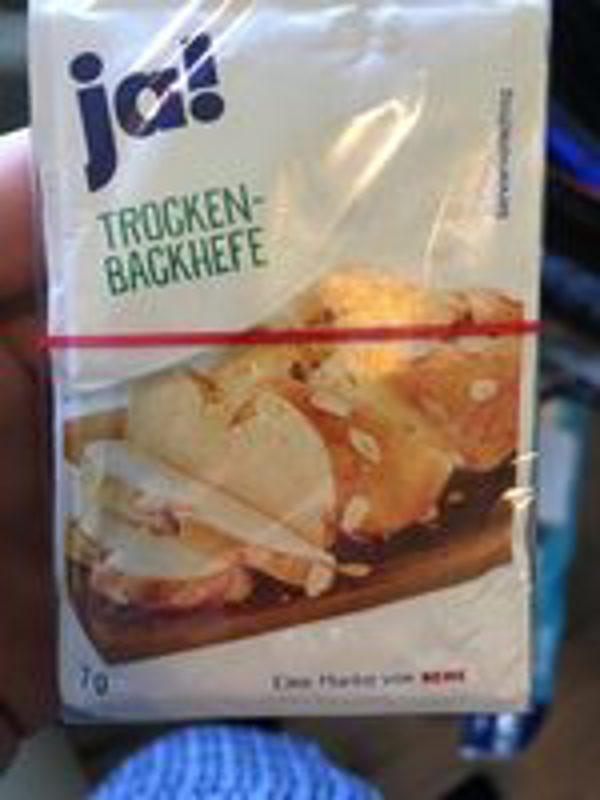 ja!
TROCKEN-
BACKHEFE
7g
Eine Marke von REWE